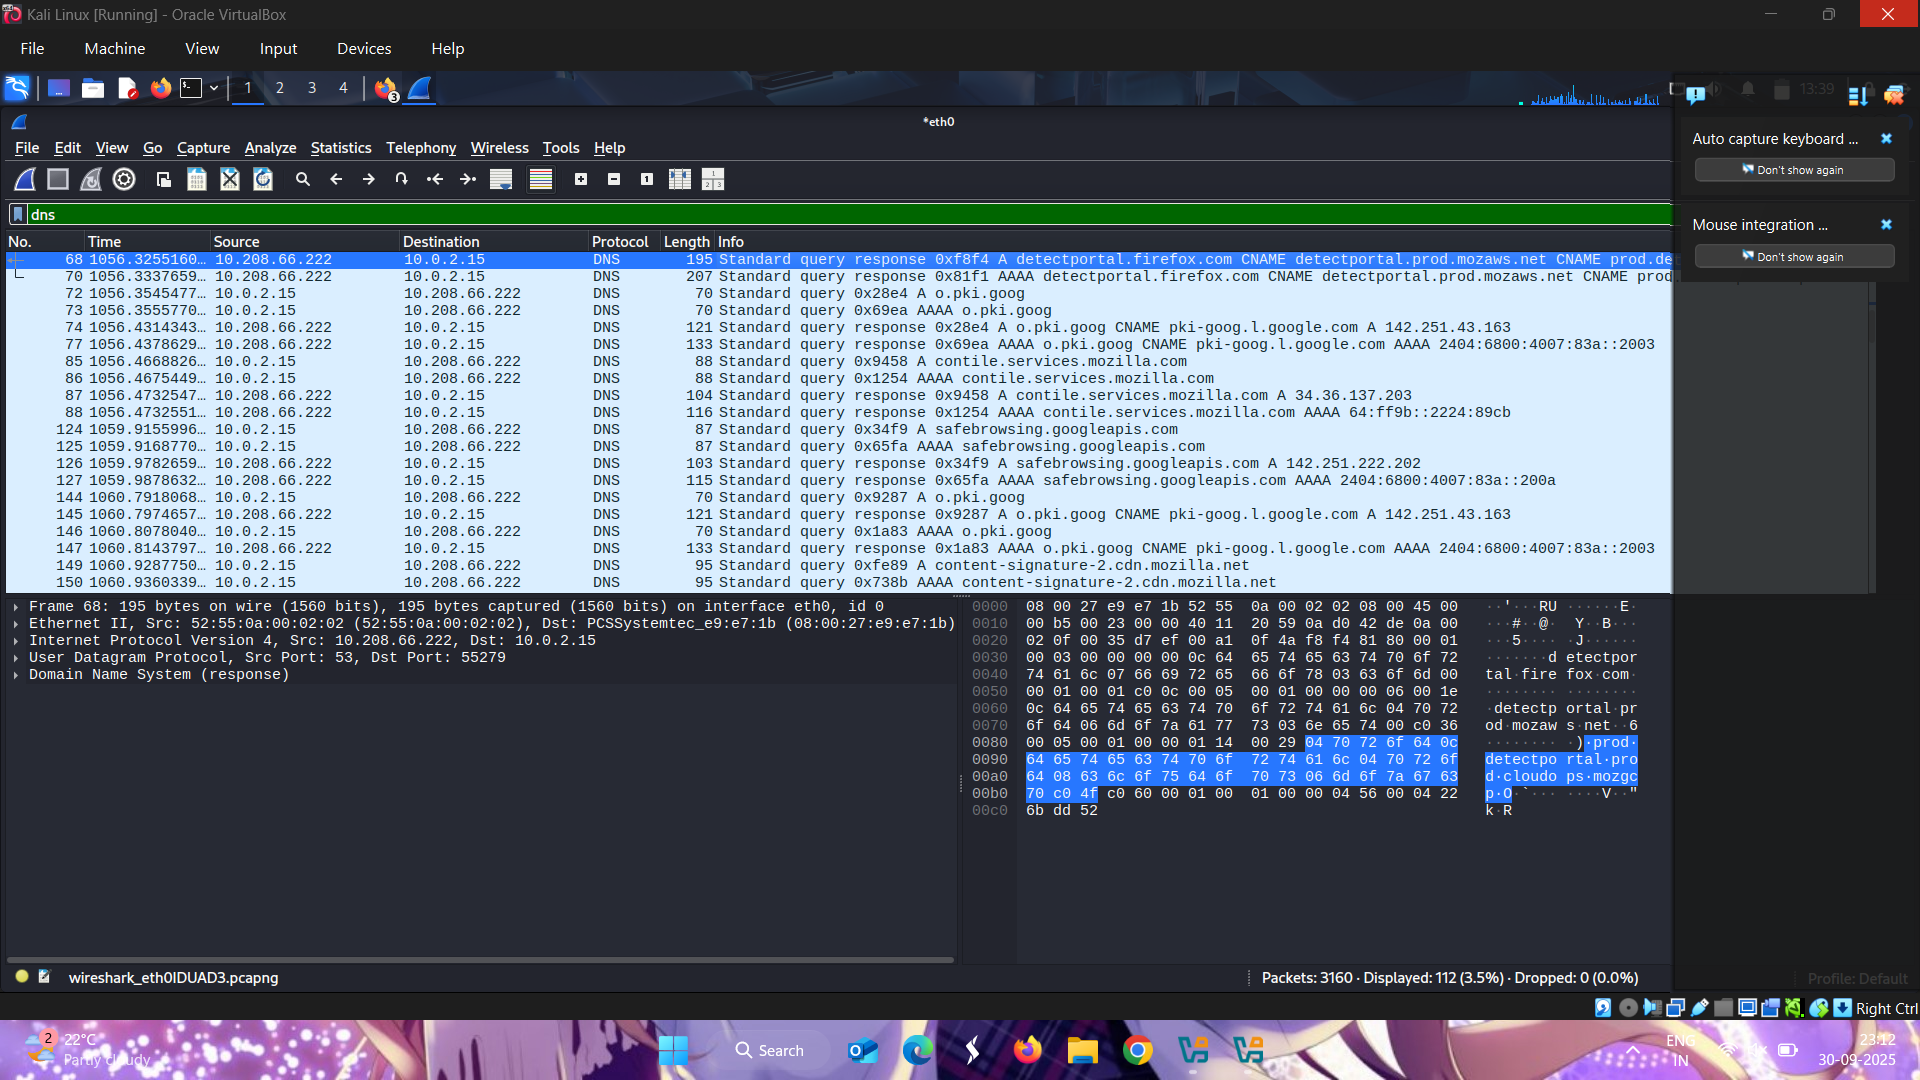 Kali Linux [Running] - Oracle VirtualBox
File Machine View Input Devices Help
1 2 3 4 3 13:39
*eth0
File Edit View Go Capture Analyze Statistics Telephony Wireless Tools Help
Auto capture keyboard ...
Don't show again
Mouse integration ...
Don't show again
dns
No. Time Source Destination Protocol Length Info
68 1056.3255160… 10.208.66.222 10.0.2.15 DNS 195 Standard query response 0xf8f4 A detectportal.firefox.com CNAME detectportal.prod.mozaws.net CNAME prod.det
70 1056.3337659… 10.208.66.222 10.0.2.15 DNS 207 Standard query response 0x81f1 AAAA detectportal.firefox.com CNAME detectportal.prod.mozaws.net CNAME prod
72 1056.3545477… 10.0.2.15 10.208.66.222 DNS 70 Standard query 0x28e4 A o.pki.goog
73 1056.3555770… 10.0.2.15 10.208.66.222 DNS 70 Standard query 0x69ea AAAA o.pki.goog
74 1056.4314343… 10.208.66.222 10.0.2.15 DNS 121 Standard query response 0x28e4 A o.pki.goog CNAME pki-goog.l.google.com A 142.251.43.163
77 1056.4378629… 10.208.66.222 10.0.2.15 DNS 133 Standard query response 0x69ea AAAA o.pki.goog CNAME pki-goog.l.google.com AAAA 2404:6800:4007:83a::2003
85 1056.4668826… 10.0.2.15 10.208.66.222 DNS 88 Standard query 0x9458 A contile.services.mozilla.com
86 1056.4675449… 10.0.2.15 10.208.66.222 DNS 88 Standard query 0x1254 AAAA contile.services.mozilla.com
87 1056.4732547… 10.208.66.222 10.0.2.15 DNS 104 Standard query response 0x9458 A contile.services.mozilla.com A 34.36.137.203
88 1056.4732551… 10.208.66.222 10.0.2.15 DNS 116 Standard query response 0x1254 AAAA contile.services.mozilla.com AAAA 64:ff9b::2224:89cb
124 1059.9155996… 10.0.2.15 10.208.66.222 DNS 87 Standard query 0x34f9 A safebrowsing.googleapis.com
125 1059.9168770… 10.0.2.15 10.208.66.222 DNS 87 Standard query 0x65fa AAAA safebrowsing.googleapis.com
126 1059.9782659… 10.208.66.222 10.0.2.15 DNS 103 Standard query response 0x34f9 A safebrowsing.googleapis.com A 142.251.222.202
127 1059.9878632… 10.208.66.222 10.0.2.15 DNS 115 Standard query response 0x65fa AAAA safebrowsing.googleapis.com AAAA 2404:6800:4007:83a::200a
144 1060.7918068… 10.0.2.15 10.208.66.222 DNS 70 Standard query 0x9287 A o.pki.goog
145 1060.7974657… 10.208.66.222 10.0.2.15 DNS 121 Standard query response 0x9287 A o.pki.goog CNAME pki-goog.l.google.com A 142.251.43.163
146 1060.8078040… 10.0.2.15 10.208.66.222 DNS 70 Standard query 0x1a83 AAAA o.pki.goog
147 1060.8143797… 10.208.66.222 10.0.2.15 DNS 133 Standard query response 0x1a83 AAAA o.pki.goog CNAME pki-goog.l.google.com AAAA 2404:6800:4007:83a::2003
149 1060.9287750… 10.0.2.15 10.208.66.222 DNS 95 Standard query 0xfe89 A content-signature-2.cdn.mozilla.net
150 1060.9360339… 10.0.2.15 10.208.66.222 DNS 95 Standard query 0x738b AAAA content-signature-2.cdn.mozilla.net
Frame 68: 195 bytes on wire (1560 bits), 195 bytes captured (1560 bits) on interface eth0, id 0
Ethernet II, Src: 52:55:0a:00:02:02 (52:55:0a:00:02:02), Dst: PCSSystemtec_e9:e7:1b (08:00:27:e9:e7:1b)
Internet Protocol Version 4, Src: 10.208.66.222, Dst: 10.0.2.15
User Datagram Protocol, Src Port: 53, Dst Port: 55279
Domain Name System (response)
0000 08 00 27 e9 e7 1b 52 55 0a 00 02 02 08 00 45 00 ··'···RU ······E·
0010 00 b5 00 23 00 00 40 11 20 59 0a d0 42 de 0a 00 ···#··@· Y··B···
0020 02 0f 00 35 d7 ef 00 a1 0f 4a f8 f4 81 80 00 01 ···5···· ·J······
0030 00 03 00 00 00 00 0c 64 65 74 65 63 74 70 6f 72 ·······d etectpor
0040 74 61 6c 07 66 69 72 65 66 6f 78 03 63 6f 6d 00 tal·fire fox·com·
0050 00 01 00 01 c0 0c 00 05 00 01 00 00 00 06 00 1e ········ ········
0060 0c 64 65 74 65 63 74 70 6f 72 74 61 6c 04 70 72 ·detectp ortal·pr
0070 6f 64 06 6d 6f 7a 61 77 73 03 6e 65 74 00 c0 36 od·mozaw s·net··6
0080 00 05 00 01 00 00 01 14 00 29 04 70 72 6f 64 0c ········ ·)·prod·
0090 64 65 74 65 63 74 70 6f 72 74 61 6c 04 70 72 6f detectpo rtal·pro
00a0 64 08 63 6c 6f 75 64 6f 70 73 06 6d 6f 7a 67 63 d·cloudo ps·mozgc
00b0 70 c0 4f c0 60 00 01 00 01 00 00 04 56 00 04 22 p·O·`··· ····V··"
00c0 6b dd 52 k·R
wireshark_eth0IDUAD3.pcapng
Packets: 3160 · Displayed: 112 (3.5%) · Dropped: 0 (0.0%)
Profile: Default
Right Ctrl
2
22°C
Partly cloudy
Search
ENG
IN
23:12
30-09-2025